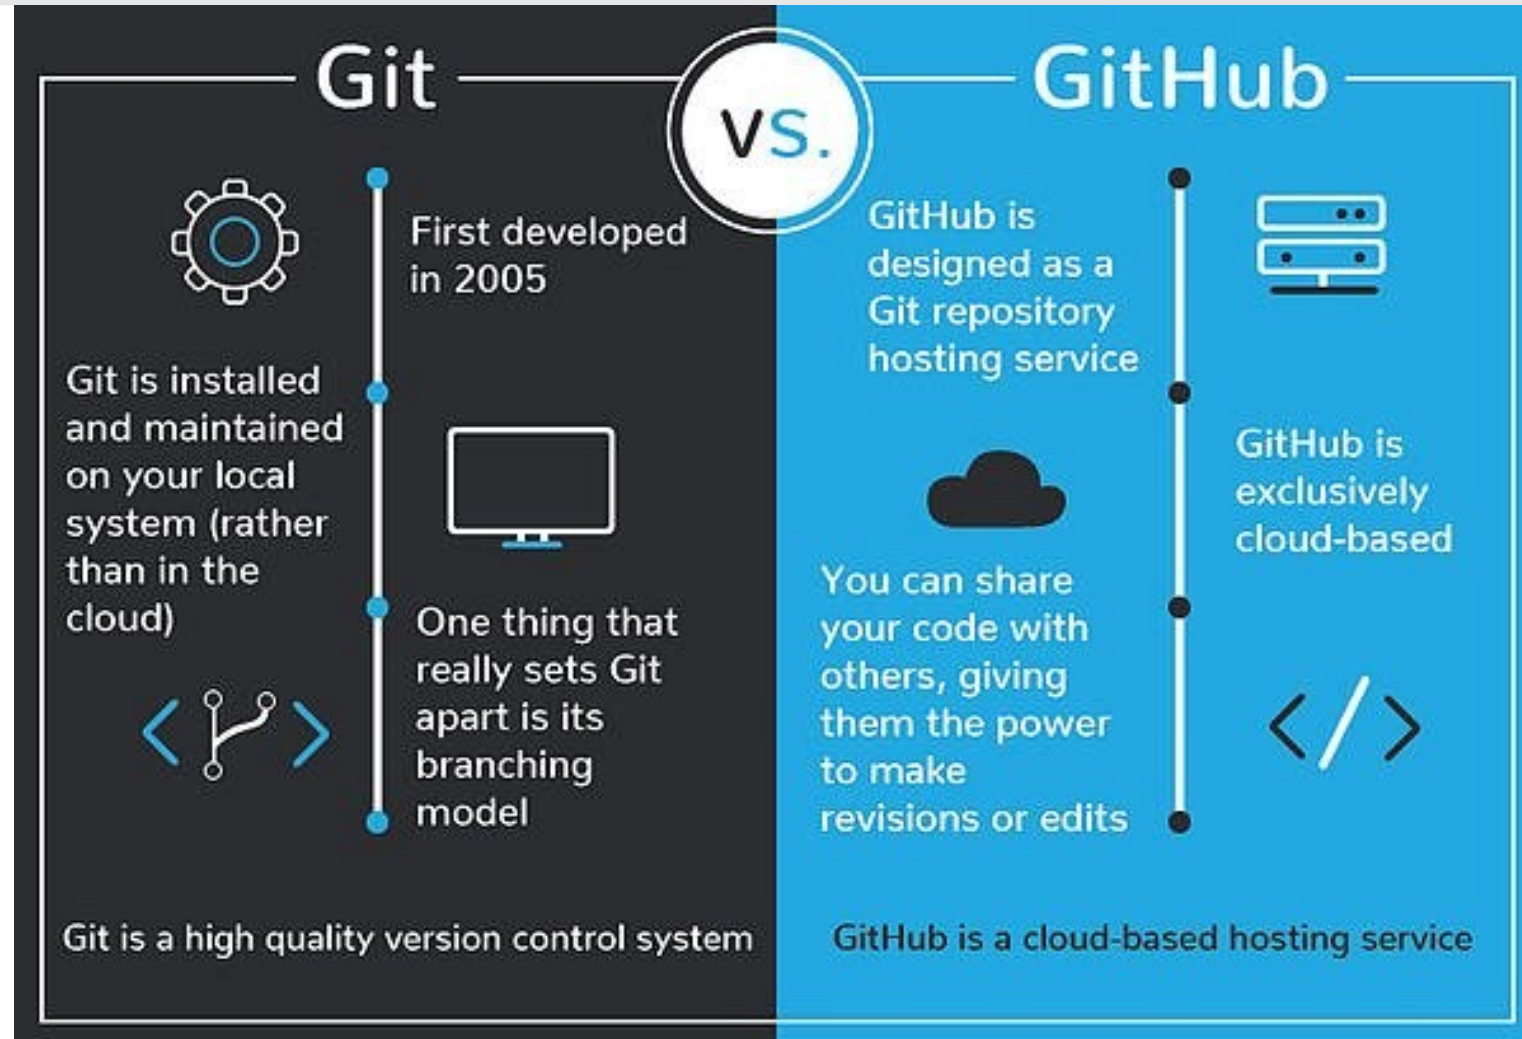 Git
vs.
GitHub
First developed
in 2005
Git is installed
and maintained
on your local
system (rather
than in the
cloud)
One thing that
really sets Git
apart is its
branching
model
Git is a high quality version control system
GitHub is
designed as a
Git repository
hosting service
GitHub is
exclusively
cloud-based
You can share
your code with
others, giving
them the power
to make
revisions or edits
GitHub is a cloud-based hosting service